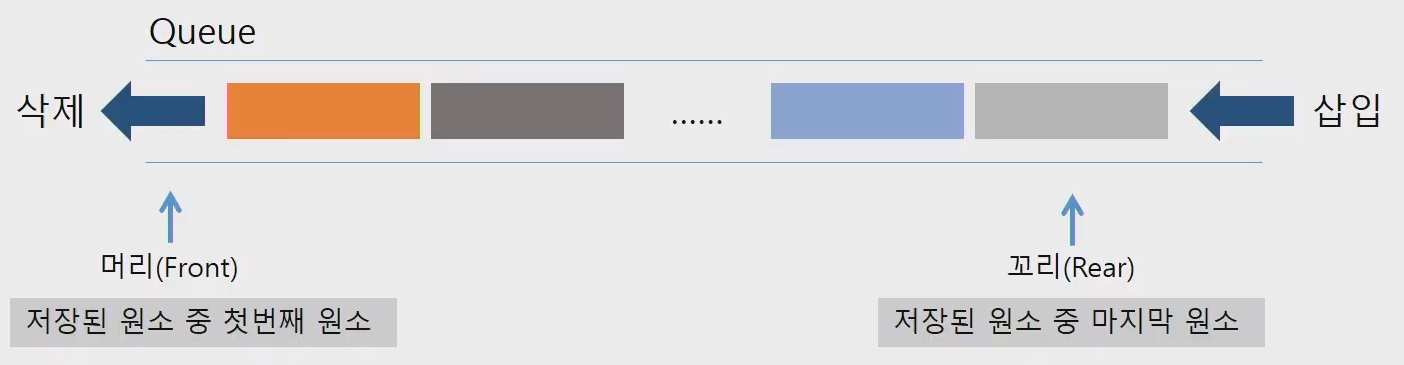 Queue
삭제
......
삽입
머리(Front)
꼬리(Rear)
저장된 원소 중 첫번째 원소
저장된 원소 중 마지막 원소